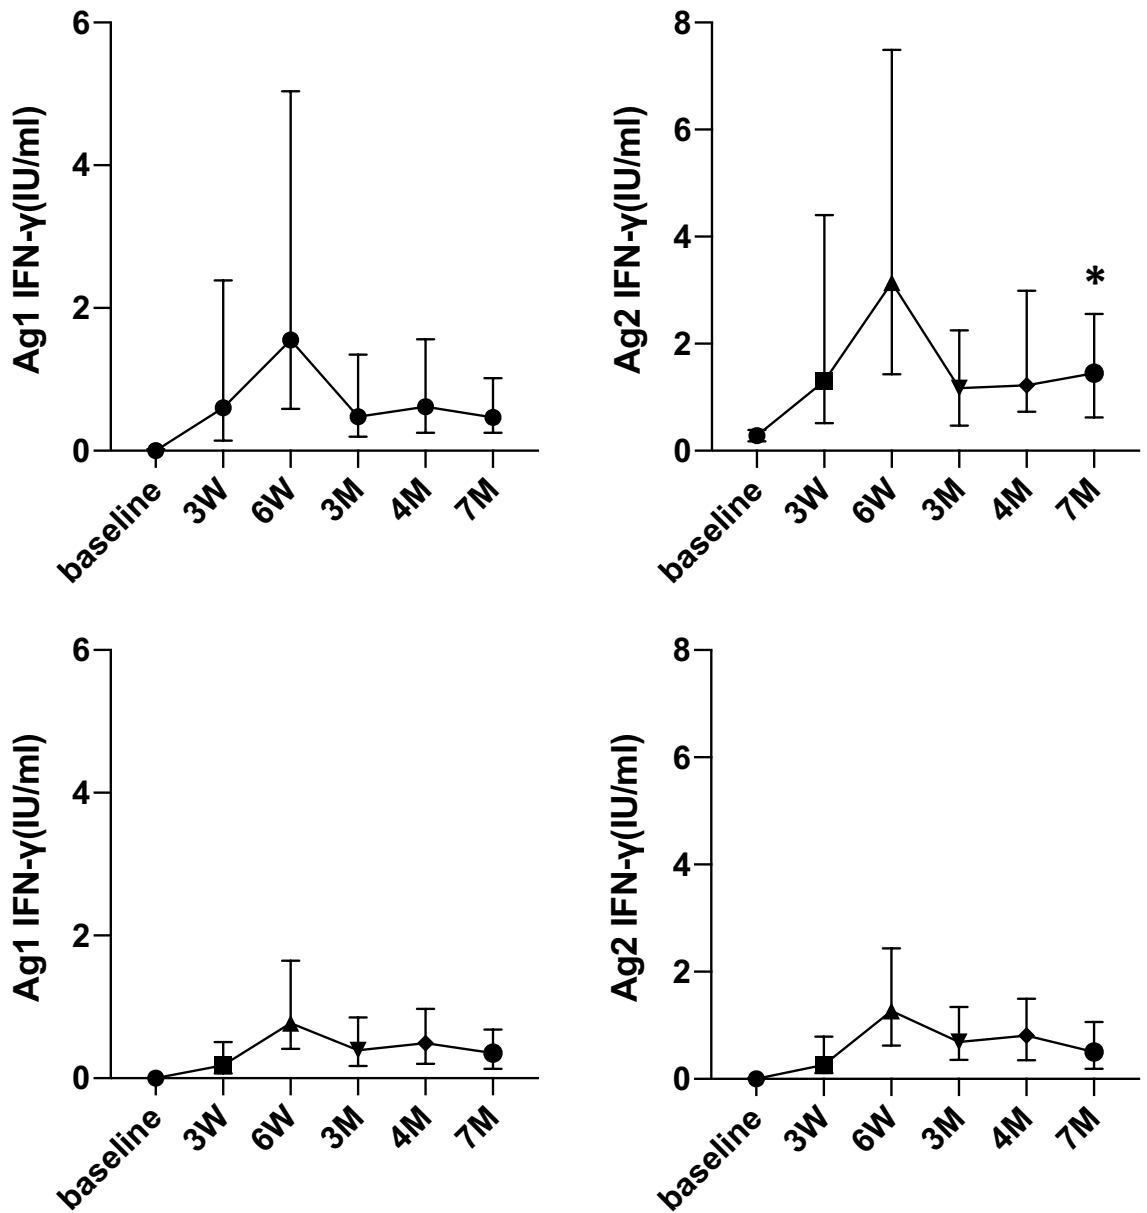 Ag1 IFN-γ(IU/ml)
6
4
2
0
baseline
3W
6W
3M
4M
7M
Ag2 IFN-γ(IU/ml)
8
6
4
2
0
*
baseline
3W
6W
3M
4M
7M
Ag1 IFN-γ(IU/ml)
6
4
2
0
baseline
3W
6W
3M
4M
7M
Ag2 IFN-γ(IU/ml)
8
6
4
2
0
baseline
3W
6W
3M
4M
7M